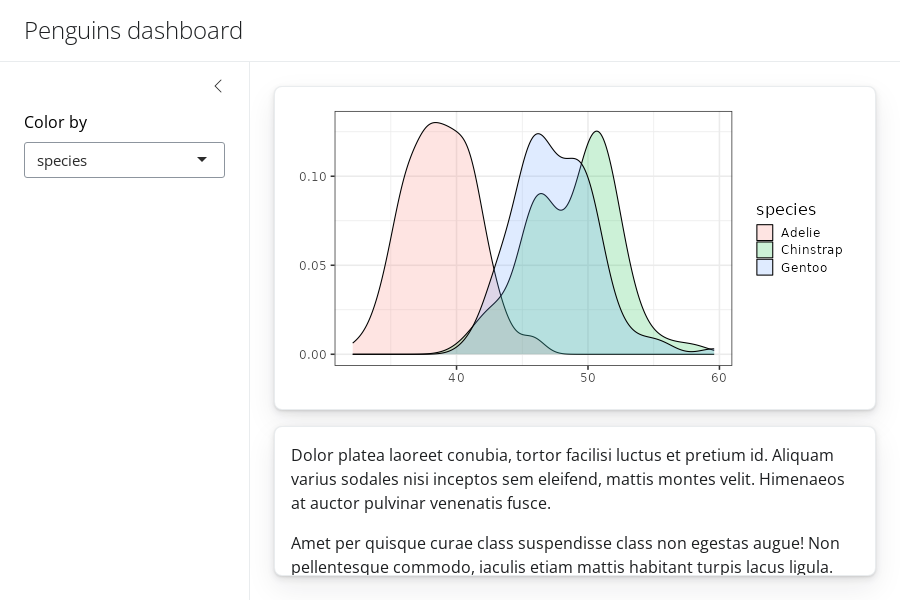 Penguins dashboard
Color by
species
0.10
0.05
0.00
40 50 60
species
Adelie
Chinstrap
Gentoo
Dolor platea laoreet conubia, tortor facilisi luctus et pretium id. Aliquam
varius sodales nisi inceptos sem eleifend, mattis montes velit. Himenaeos
at auctor pulvinar venenatis fusce.
Amet per quisque curae class suspendisse class non egestas augue! Non
pellentesque commodo, iaculis etiam mattis habitant turpis lacus ligula.